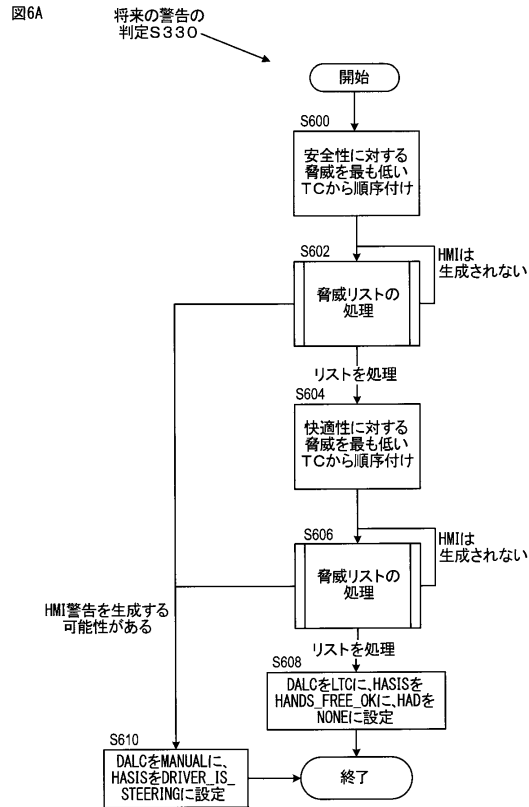 図6A
将来の警告の
判定S330
開始
S600
安全性に対する
脅威を最も低い
TCから順序付け
S602
HMIは
生成されない
脅威リストの
処理
リストを処理
S604
快適性に対する
脅威を最も低い
TCから順序付け
S606
HMIは
生成されない
脅威リストの
処理
HMI警告を生成する
可能性がある
リストを処理
S608
DALCをLTCに、HASISを
HANDS_FREE_OKに、HADを
NONEに設定
S610
DALCをMANUALに、
HASISをDRIVER_IS_
STEERINGに設定
終了